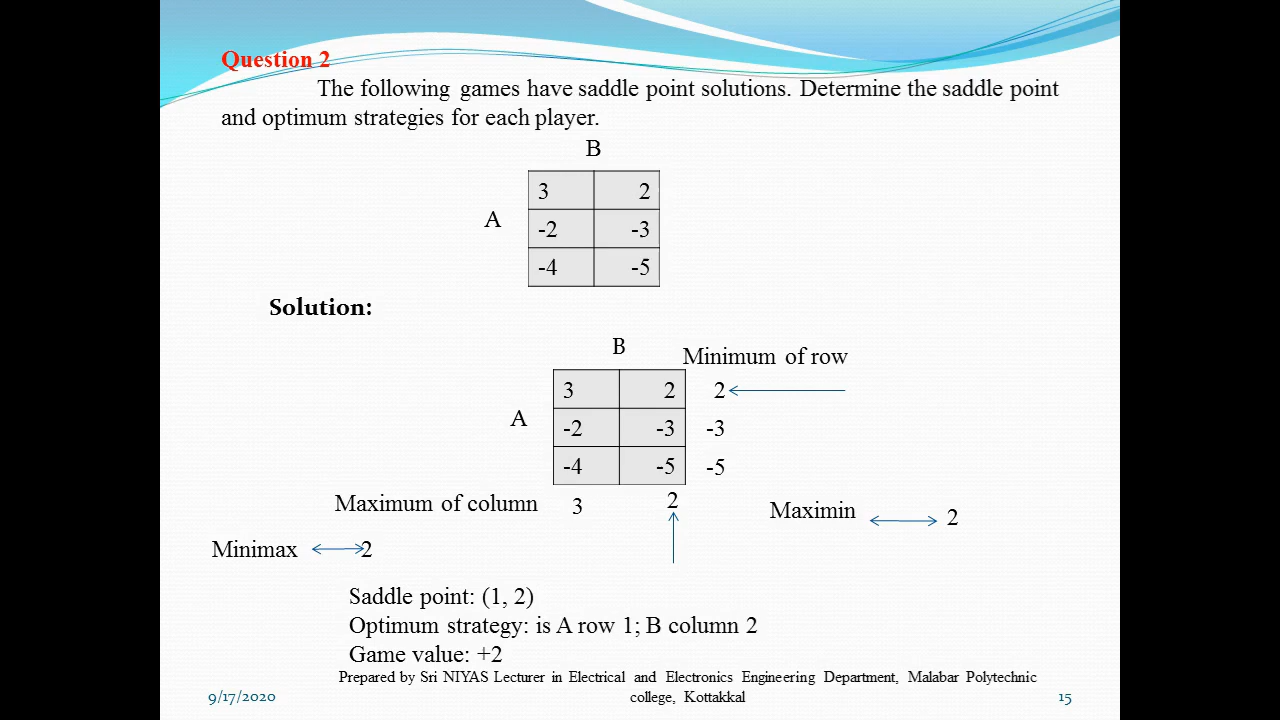 Question 2
The following games have saddle point solutions. Determine the saddle point
and optimum strategies for each player.
B
3 2
A
-2 -3
-4 -5
Solution:
B
Minimum of row
3 2 2
A
-2 -3 -3
-4 -5 -5
Maximum of column 3 2
Maximin 2
Minimax 2
Saddle point: (1, 2)
Optimum strategy: is A row 1; B column 2
Game value: +2
Prepared by Sri NIYAS Lecturer in Electrical and Electronics Engineering Department, Malabar Polytechnic
9/17/2020 college, Kottakkal 15